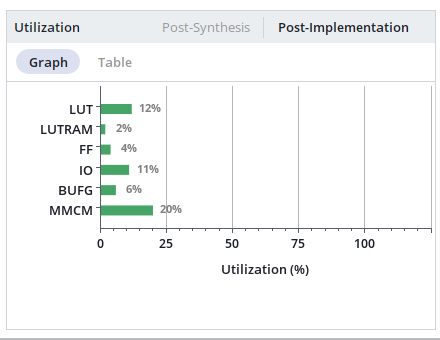 Utilization Post-Synthesis Post-Implementation
Graph Table
LUT 12%
LUTRAM 2%
FF 4%
IO 11%
BUFG 6%
MMCM 20%
0 25 50 75 100
Utilization (%)